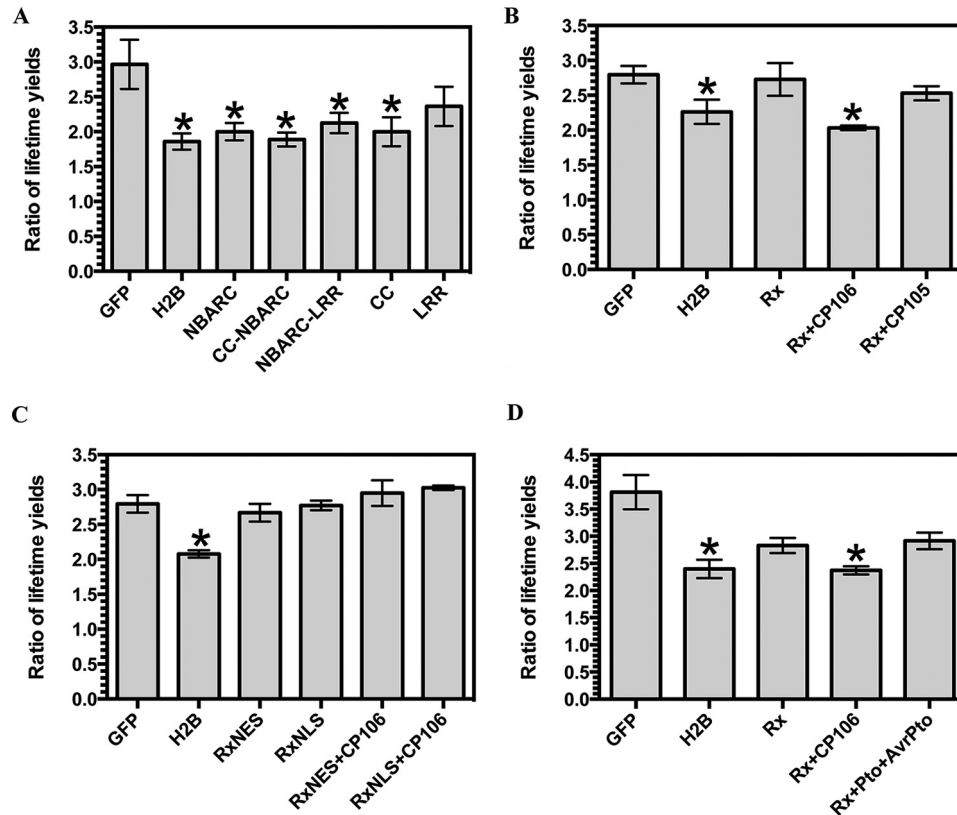 A
Ratio of lifetime yields
3.5
3.0
2.5
2.0
1.5
1.0
0.5
0.0
*
*
*
*
*
GFP
H2B
NBARC
CC-NBARC
NBARC-LRR
CC
LRR
B
Ratio of lifetime yields
3.5
3.0
2.5
2.0
1.5
1.0
0.5
0.0
*
*
GFP
H2B
Rx
Rx+CP106
Rx+CP105
C
Ratio of lifetime yields
3.5
3.0
2.5
2.0
1.5
1.0
0.5
0.0
*
GFP
H2B
RxNES
RxNLS
RxNES+CP106
RxNLS+CP106
D
Ratio of lifetime yields
4.5
4.0
3.5
3.0
2.5
2.0
1.5
1.0
0.5
0.0
*
*
GFP
H2B
Rx
Rx+CP106
Rx+Pto+AvrPto